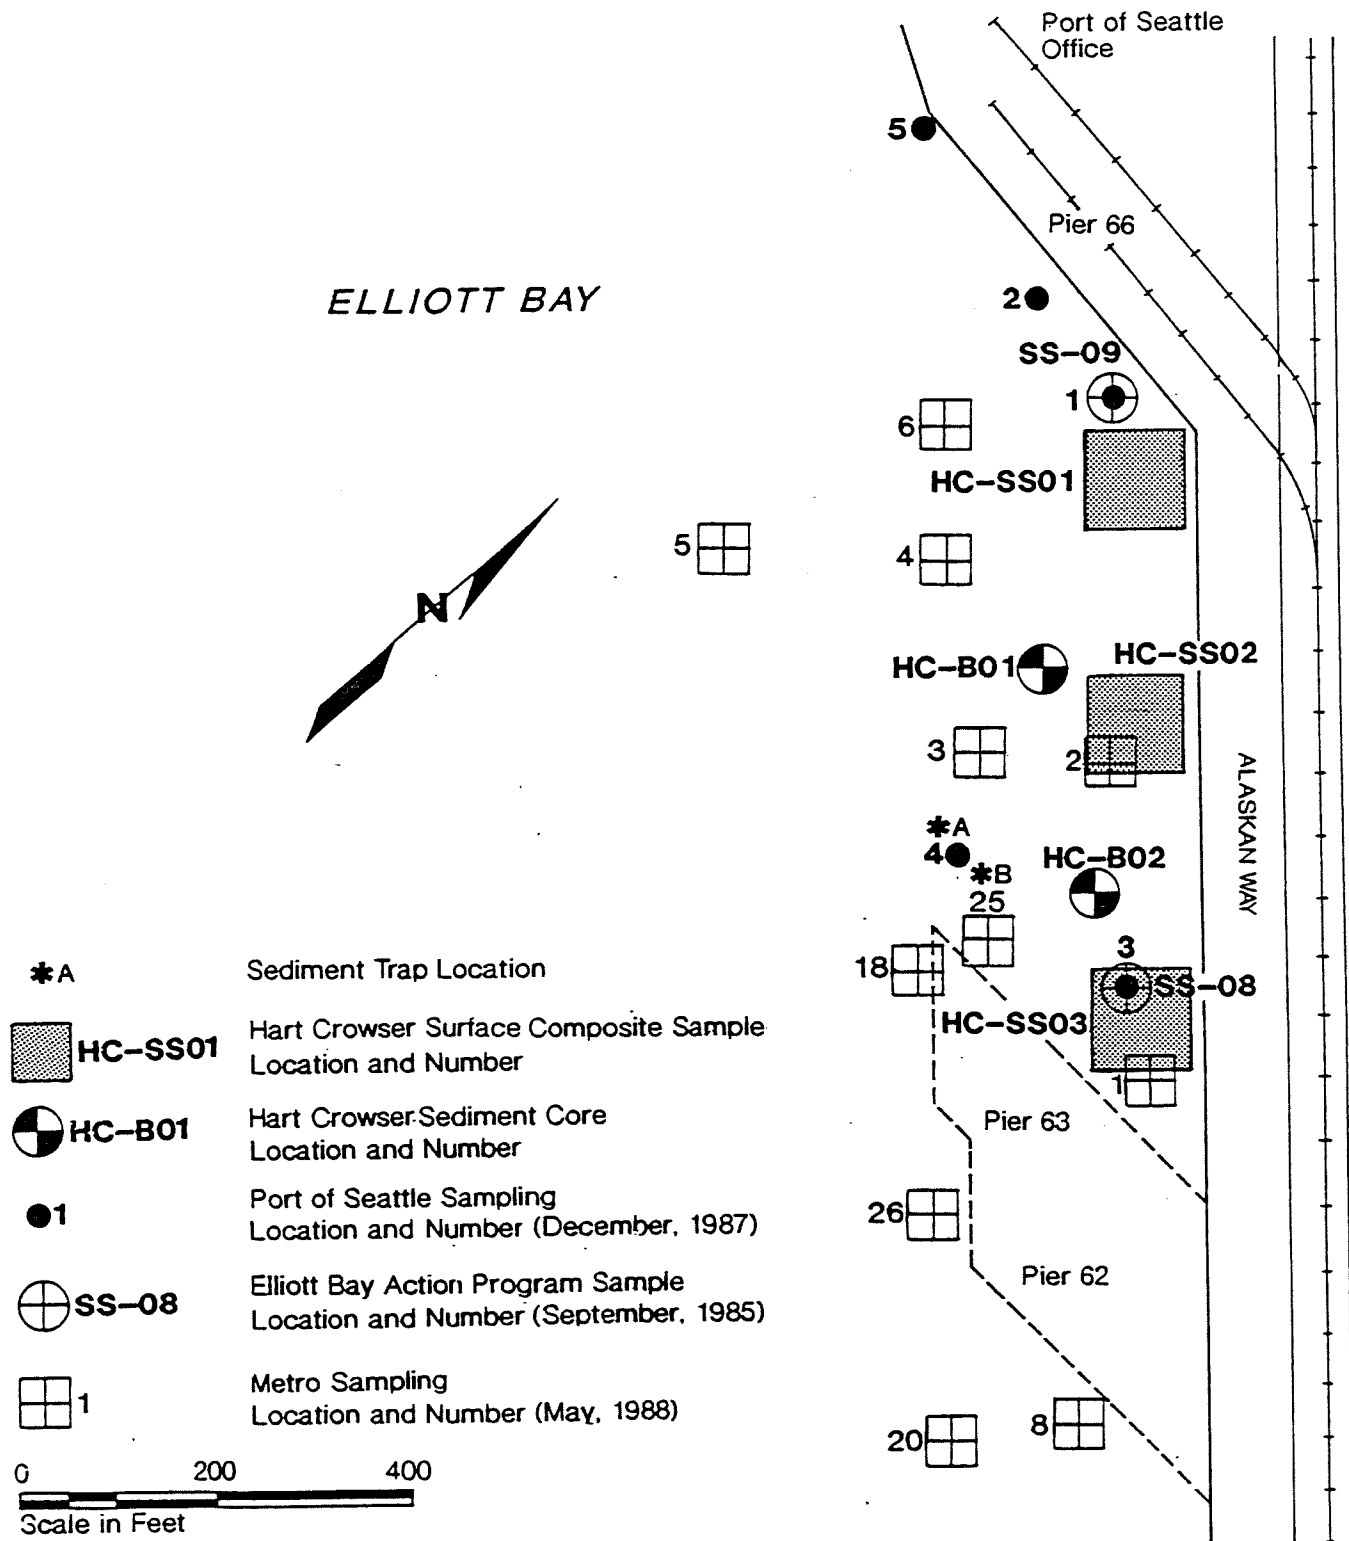 Port of Seattle
Office
5
Pier 66
ELLIOTT BAY
2
SS-09
1
6
HC-SS01
5
4
N
HC-B01
HC-SS02
3
2
ALASKAN WAY
*A
4
*B
HC-B02
25
3
18
SS-08
HC-SS03
1
Pier 63
26
Pier 62
20
8
*A
Sediment Trap Location
HC-SS01
Hart Crowser Surface Composite Sample
Location and Number
HC-B01
Hart Crowser Sediment Core
Location and Number
1
Port of Seattle Sampling
Location and Number (December, 1987)
SS-08
Elliott Bay Action Program Sample
Location and Number (September, 1985)
1
Metro Sampling
Location and Number (May, 1988)
0 200 400
Scale in Feet